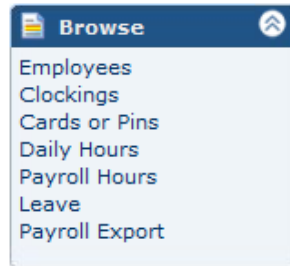 Browse
Employees
Clockings
Cards or Pins
Daily Hours
Payroll Hours
Leave
Payroll Export